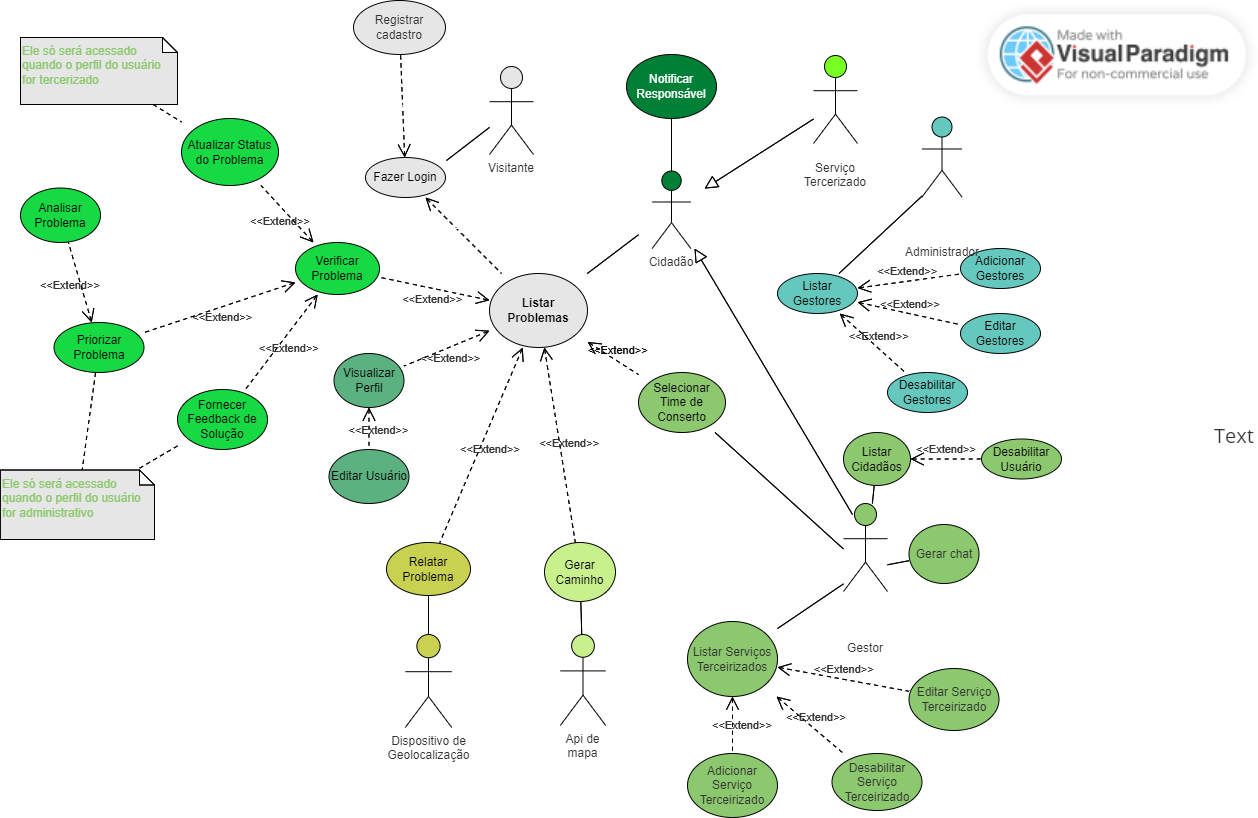 Registrar
cadastro
Made with
Visual Paradigm
For non-commercial use
Ele só será acessado
quando o perfil do usuário
for tercerizado
Notificar
Responsável
Atualizar Status
do Problema
Visitante
Serviço
Tercerizado
Fazer Login
Analisar
Problema
<<Extend>>
Cidadão
Administrador
Adicionar
Gestores
<<Extend>>
Verificar
Problema
<<Extend>>
<<Extend>>
Listar
Problemas
Listar
Gestores
<<Extend>>
<<Extend>>
Editar
Gestores
<<Extend>>
Priorizar
Problema
<<Extend>>
<<Extend>>
<<Extend>>
Visualizar
Perfil
Selecionar
Time de
Conserto
Desabilitar
Gestores
Fornecer
Feedback de
Solução
<<Extend>>
<<Extend>>
<<Extend>>
Text
Listar
Cidadãos
<<Extend>>
Desabilitar
Usuário
Editar Usuário
Ele só será acessado
quando o perfil do usuário
for administrativo
Gerar chat
Relatar
Problema
Gerar
Caminho
Gestor
Listar Serviços
Terceirizados
<<Extend>>
Editar Serviço
Terceirizado
<<Extend>>
<<Extend>>
Dispositivo de
Geolocalização
Api de
mapa
Adicionar
Serviço
Terceirizado
Desabilitar
Serviço
Terceirizado